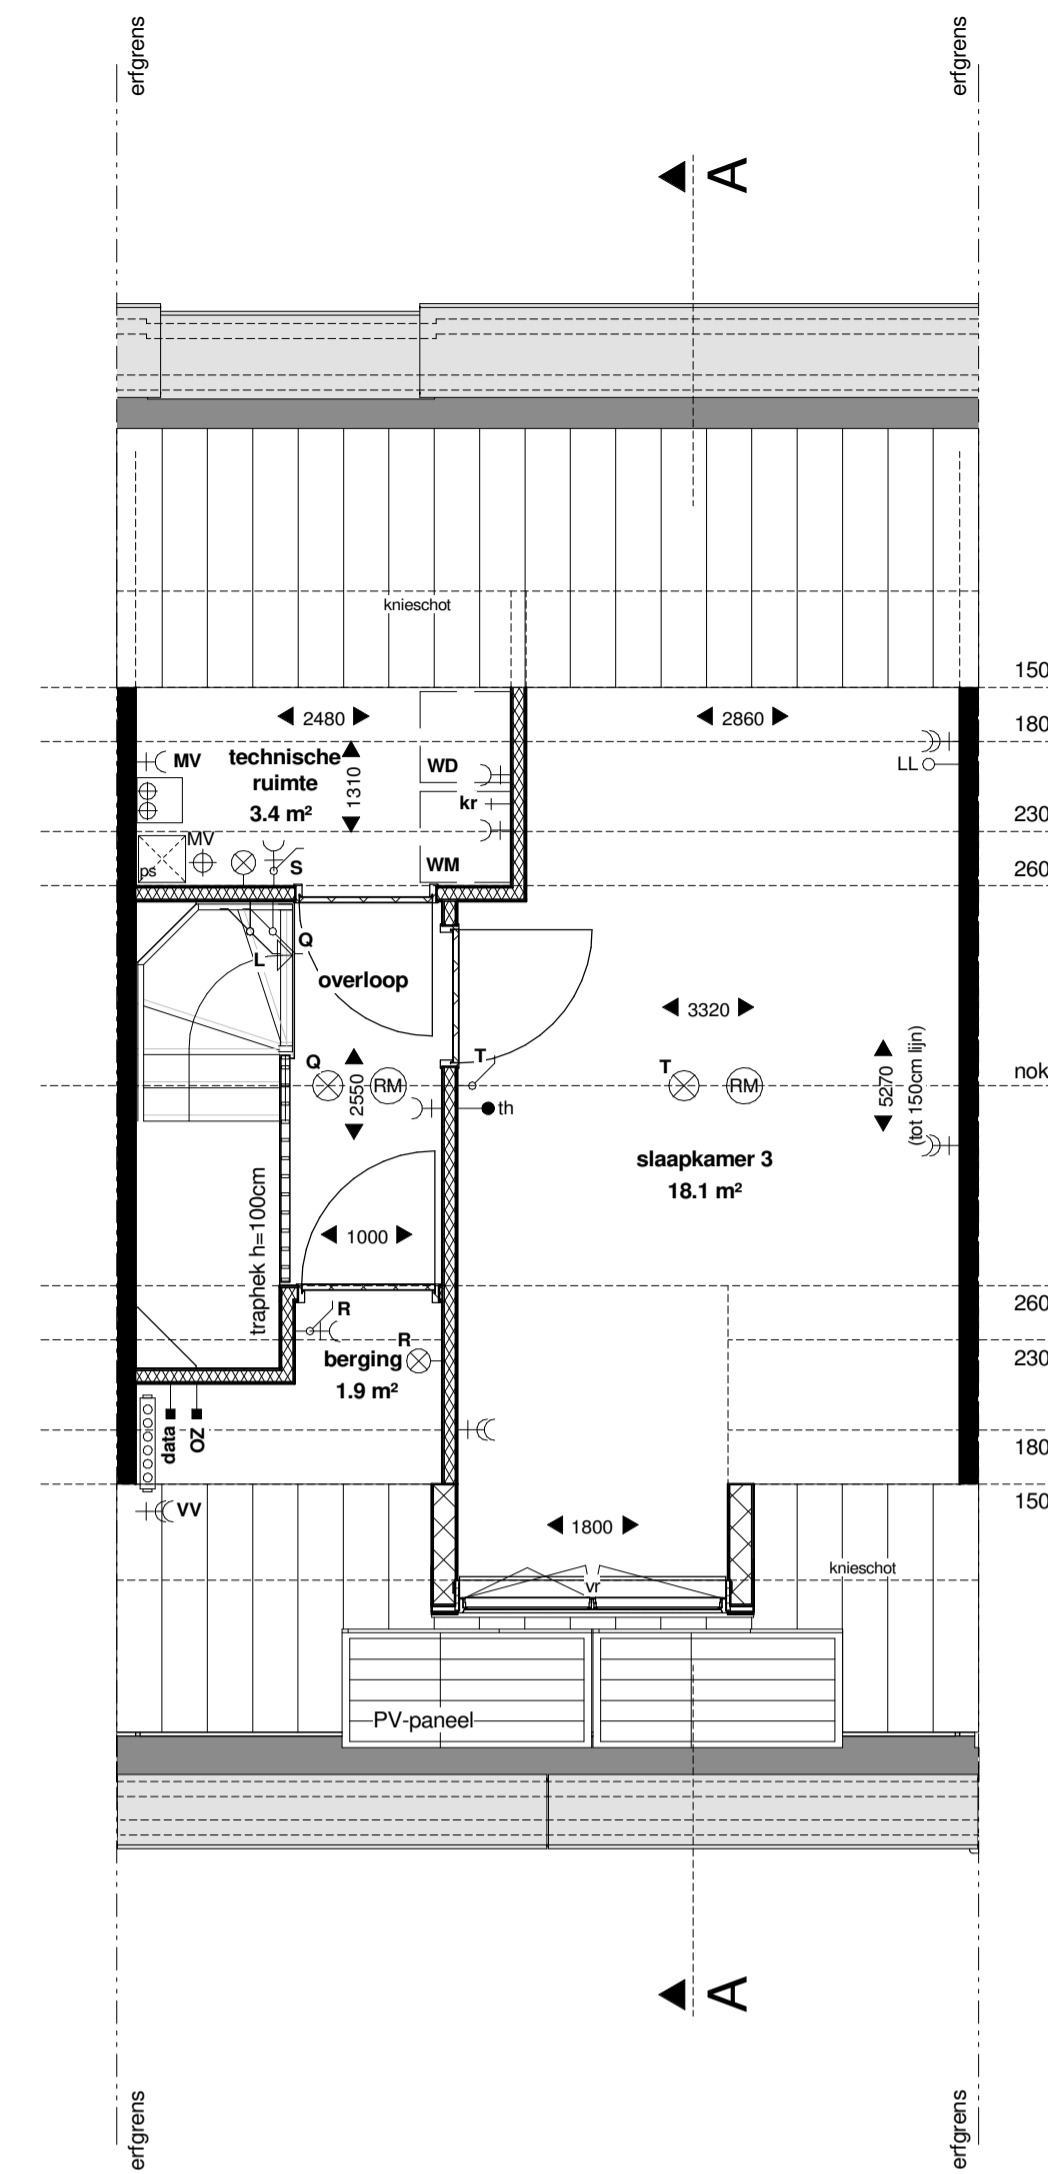 erfgrens
erfgrens
A
knieschot
150
2480
2860
180
MV
technische
ruimte
3.4 m²
1310
WD
LL
kr
230
MV
ps
S
WM
260
Q
L
overloop
3320
T
Q
RM
2550
T
RM
nok
5270
(tot 150cm lijn)
th
slaapkamer 3
18.1 m²
traphek h=100cm
1000
260
R
R
230
berging
1.9 m²
data
OZ
180
VV
150
1800
knieschot
vr
PV-paneel
A
erfgrens
erfgrens